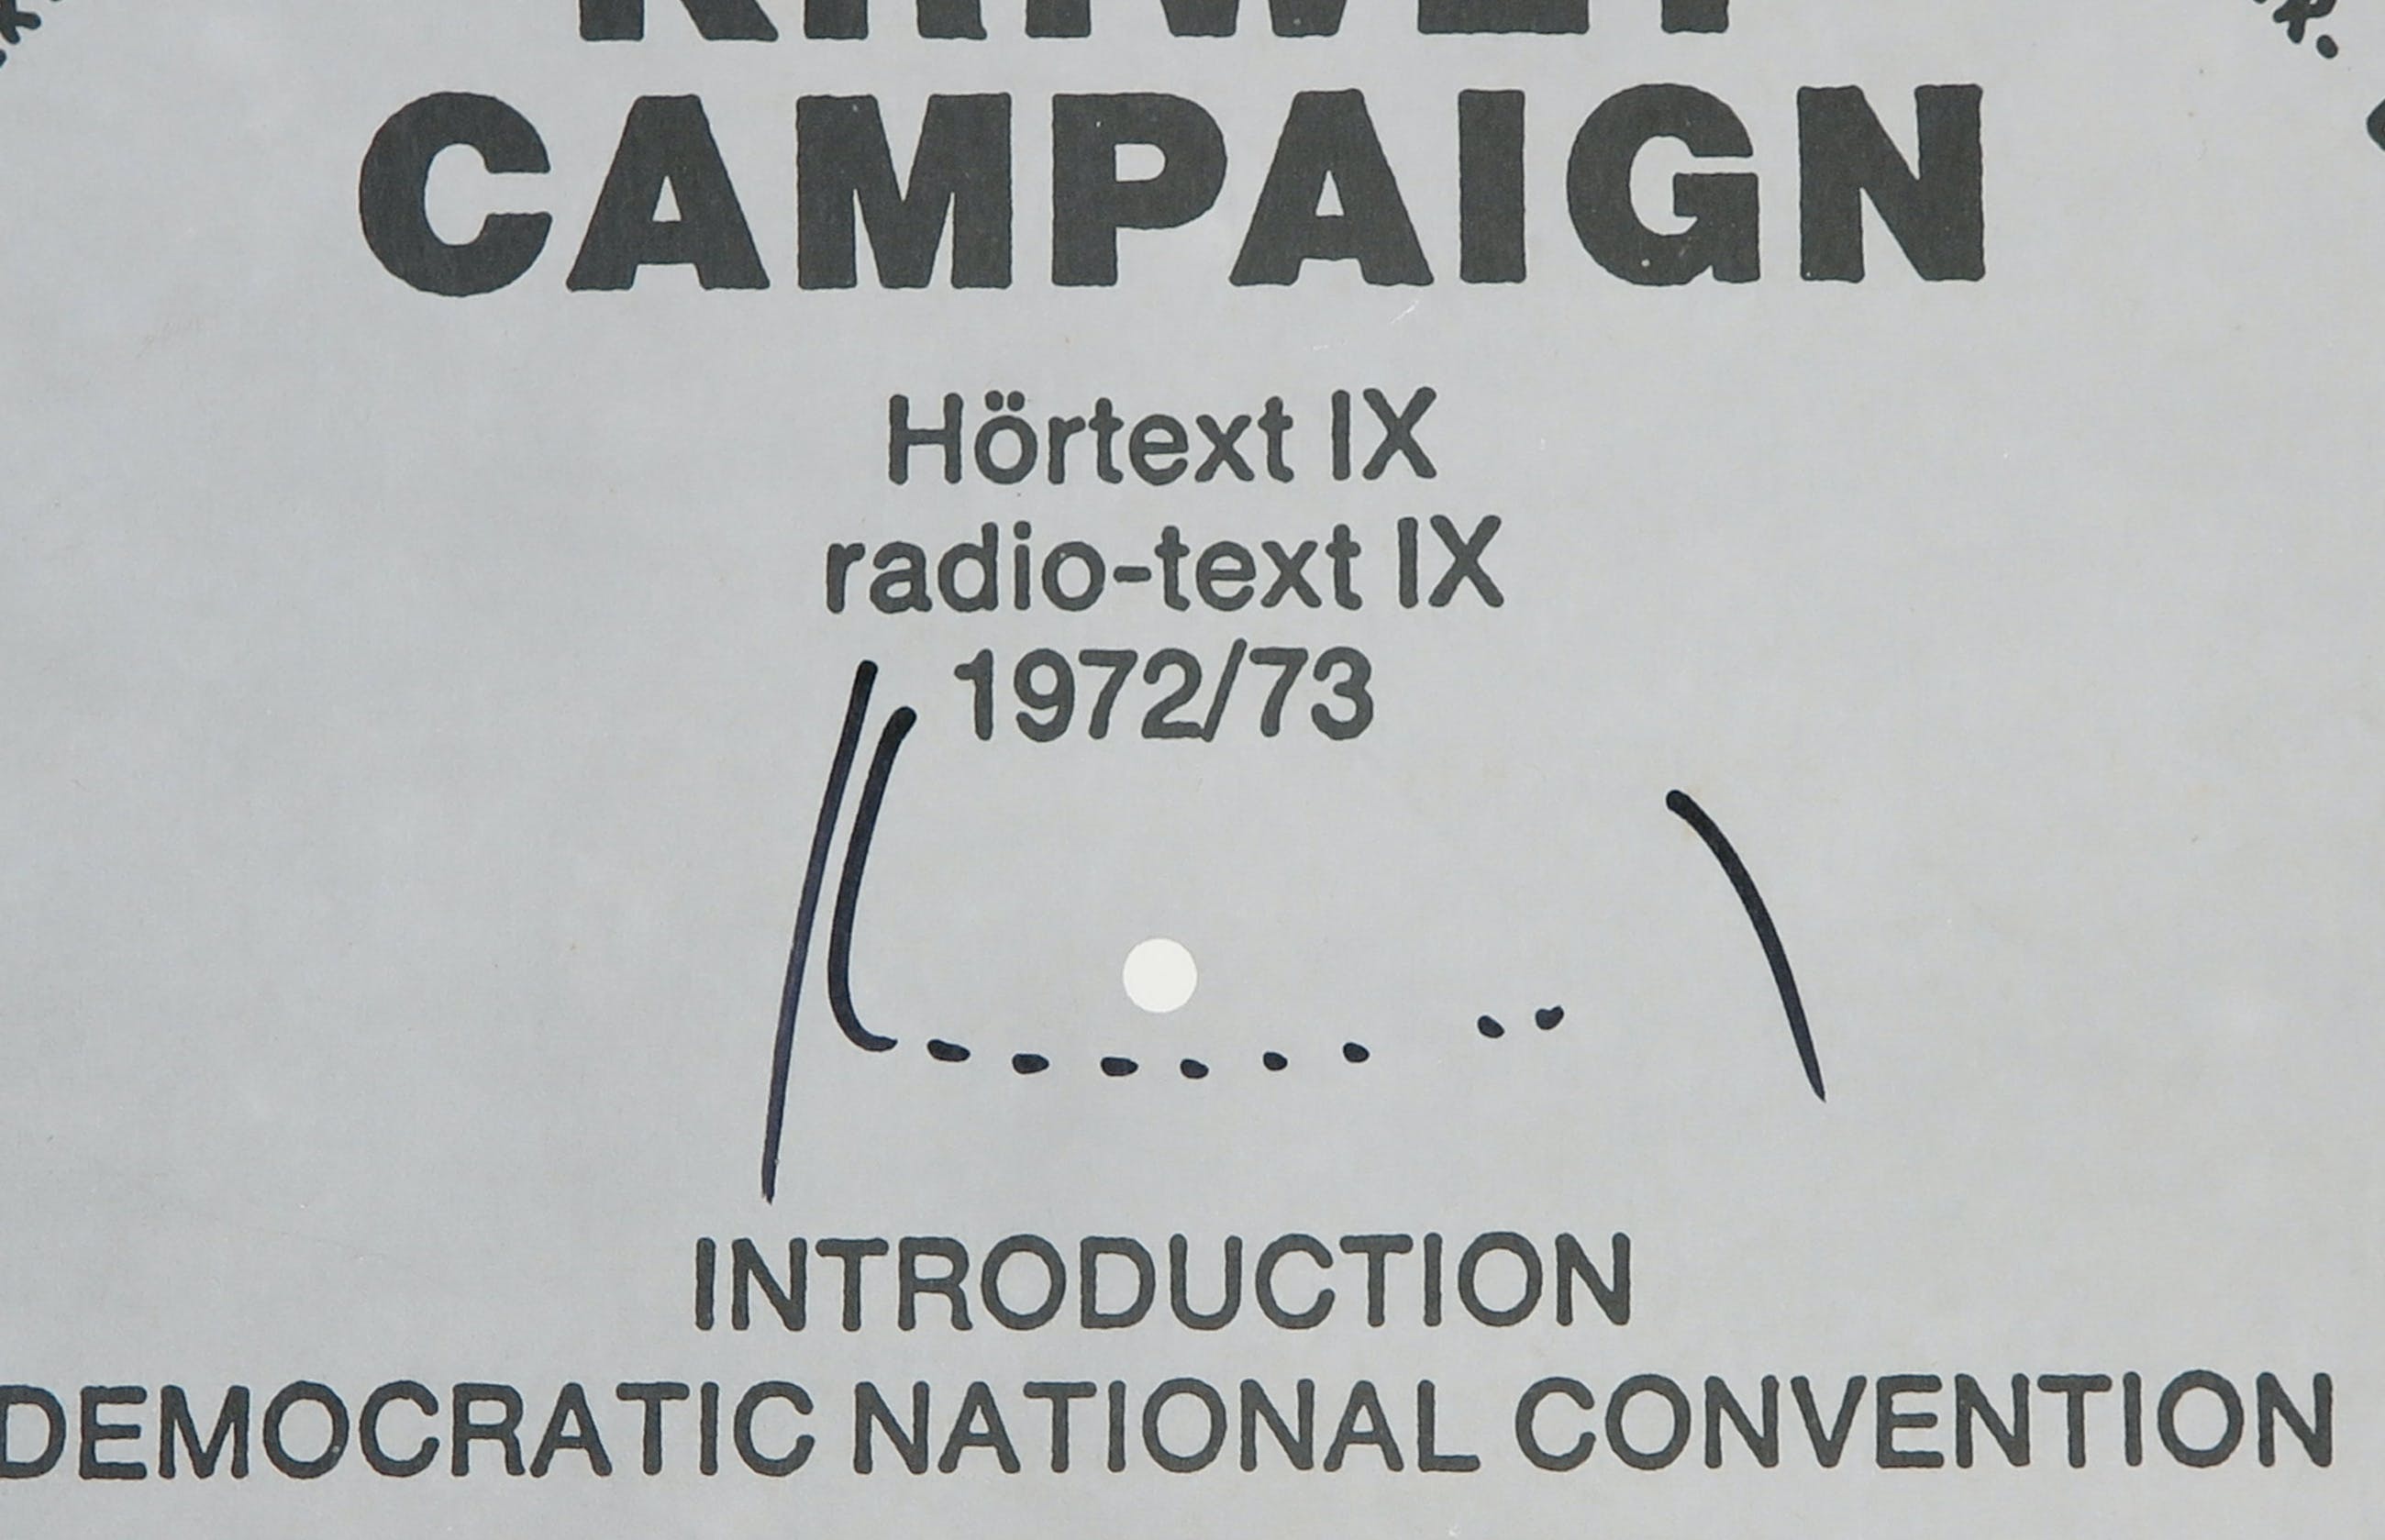 CAMPAIGN
Hörtext IX
radio-text IX
1972/73
INTRODUCTION
DEMOCRATIC NATIONAL CONVENTION